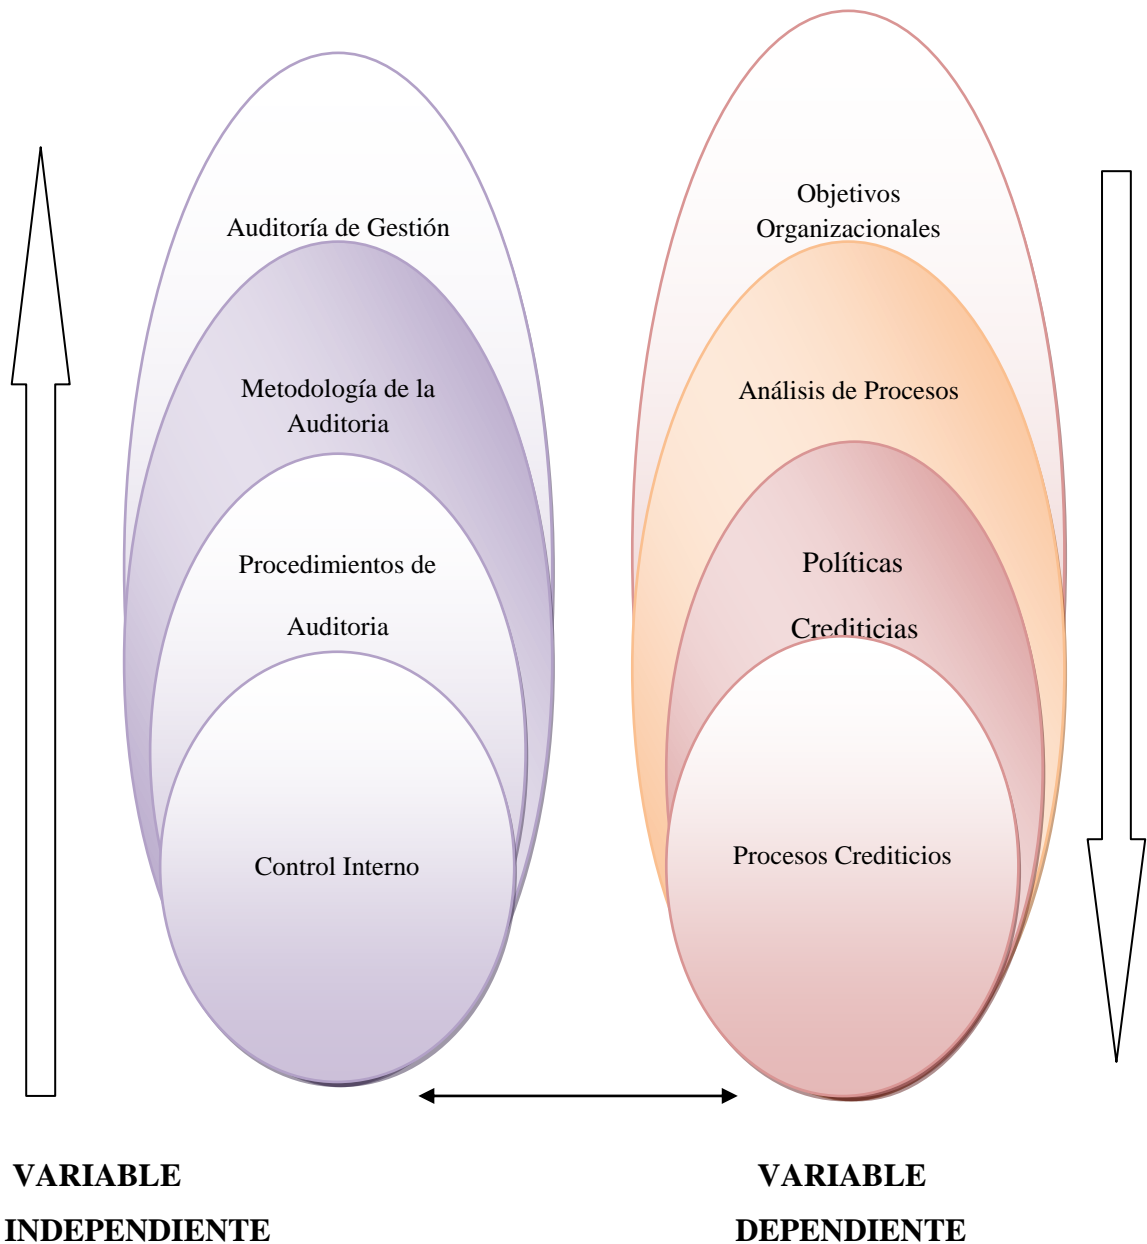 Auditoría de Gestión
Metodología de la
Auditoria
Procedimientos de
Auditoria
Control Interno
Objetivos
Organizacionales
Análisis de Procesos
Políticas
Crediticias
Procesos Crediticios
VARIABLE
INDEPENDIENTE
VARIABLE
DEPENDIENTE